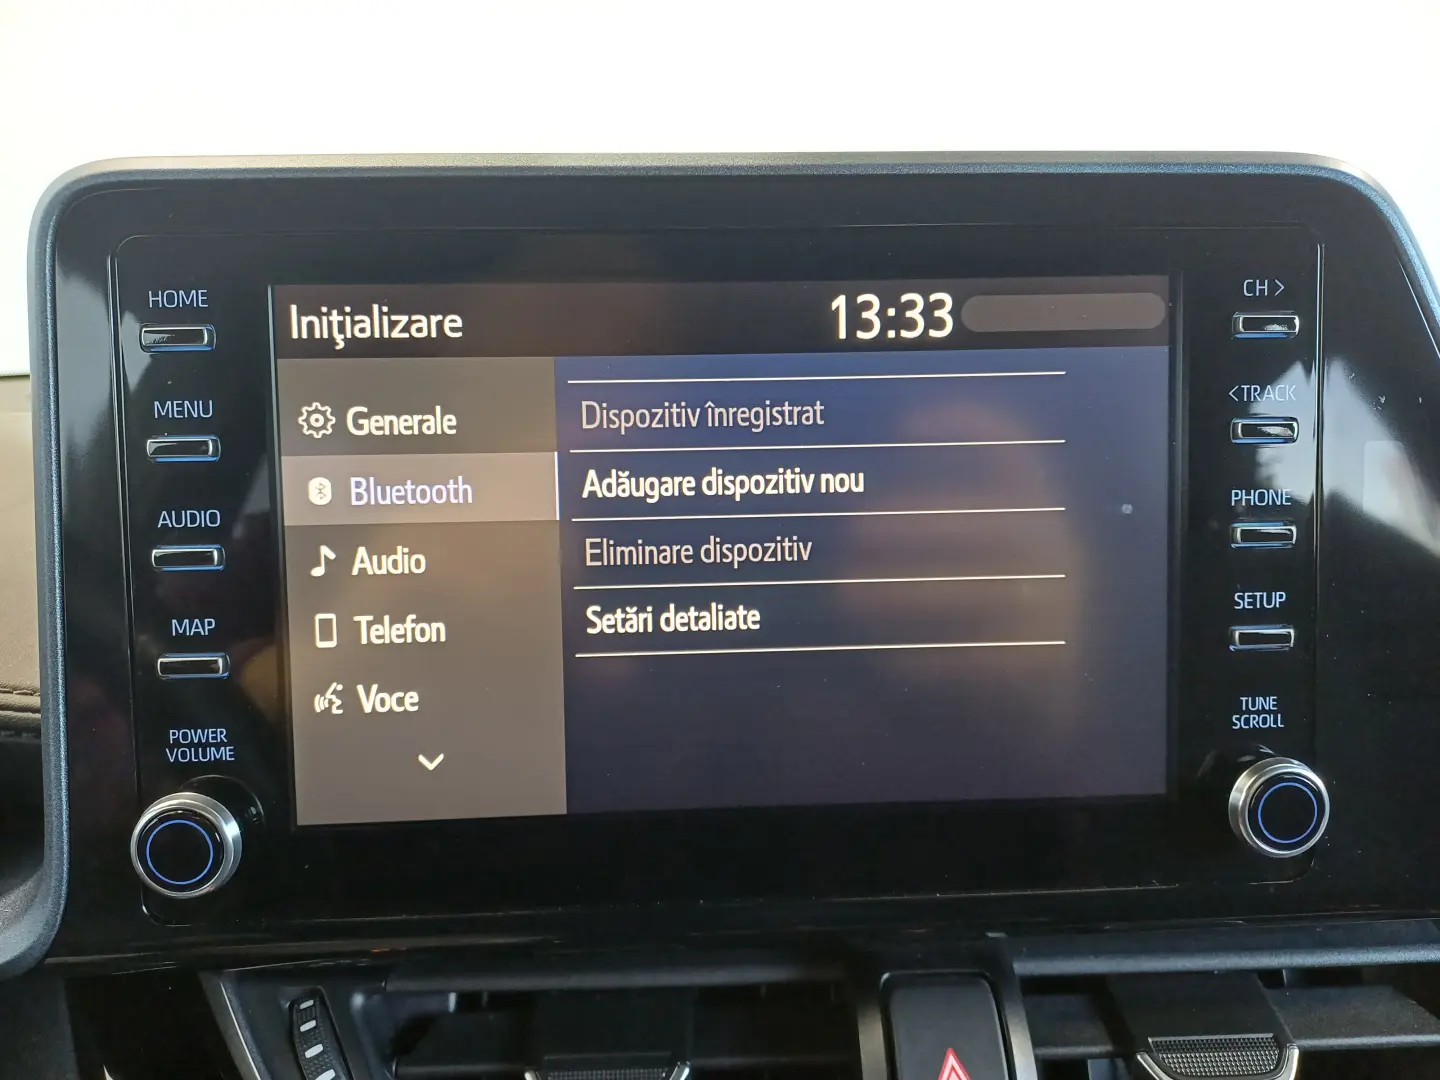 HOME
MENU
AUDIO
MAP
POWER
VOLUME
Iniţializare
13:33
Generale
Bluetooth
Audio
Telefon
Voce
Dispozitiv înregistrat
Adăugare dispozitiv nou
Eliminare dispozitiv
Setări detaliate
CH >
< TRACK
PHONE
SETUP
TUNE
SCROLL